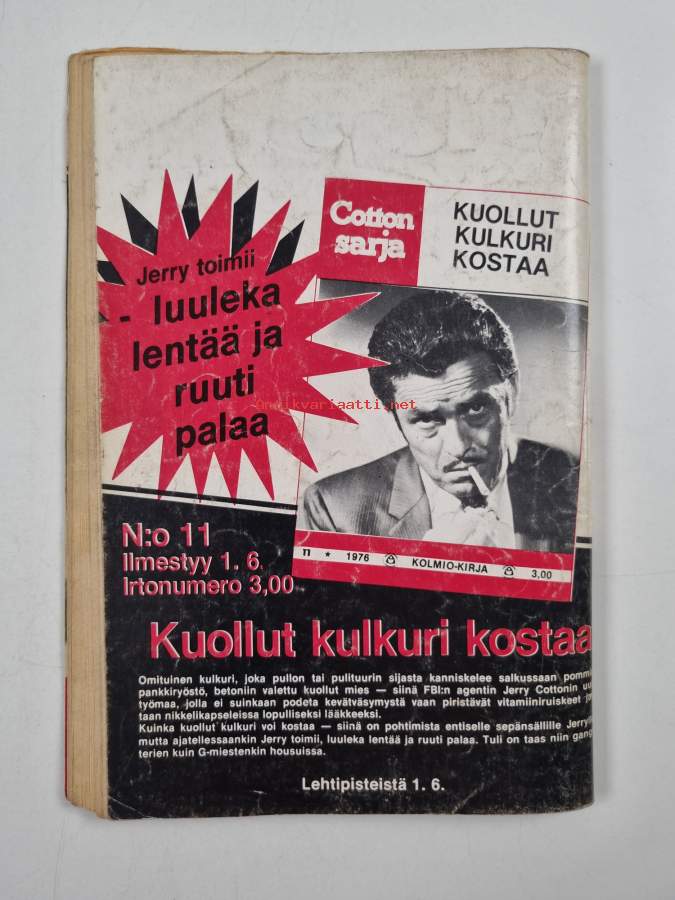 Cotton
sarja
KUOLLUT
KULKURI
KOSTAA
Jerry toimii
- luuleka
lentää ja
ruuti
palaa
antikvariaatti.net
N:o 11
Ilmestyy 1. 6.
Irtonumero 3,00
11 * 1976 KOLMIO-KIRJA 3,00
Kuollut kulkuri kostaa
Omituinen kulkuri, joka pullon tai pulituurin sijasta kanniskelee salkussaan pommi
pankkiryöstö, betoniin valettu kuollut mies — siinä FBI:n agentin Jerry Cottonin uu
työmaa, jolla ei suinkaan podeta kevätväsymystä vaan piristävät vitamiiniruiskeet
taan nikkelikapseleissa lopulliseksi lääkkeeksi.
Kuinka kuollut kulkuri voi kostaa — siinä on pohtimista entiselle sepänsällille
mutta ajatellessaankin Jerry toimii, luuleka lentää ja ruuti palaa. Tuli on taas niin gang
terien kuin G-miestenkin housuissa.
Lehtipisteistä 1. 6.